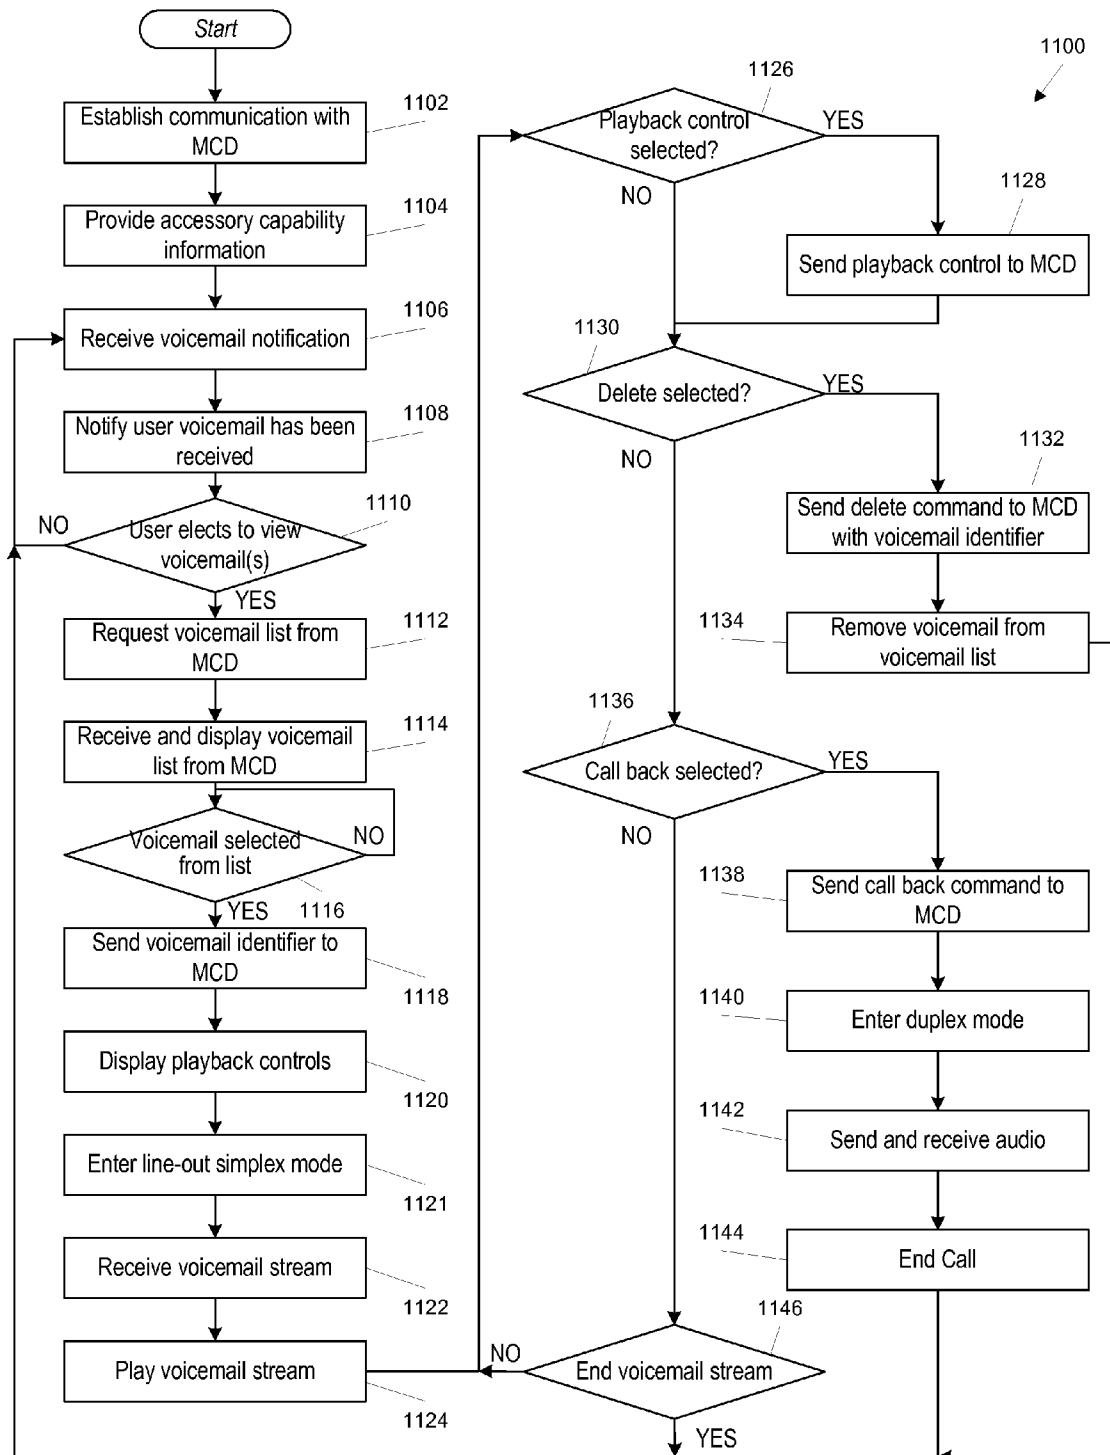 Start
1100
Establish communication with
MCD
1102
Provide accessory capability
information
1104
Receive voicemail notification
1106
Notify user voicemail has been
received
1108
NO
User elects to view
voicemail(s)
1110
YES
Request voicemail list from
MCD
1112
Receive and display voicemail
list from MCD
1114
Voicemail selected
from list
NO
1116
YES
Send voicemail identifier to
MCD
1118
Display playback controls
1120
Enter line-out simplex mode
1121
Receive voicemail stream
1122
Play voicemail stream
1124
1126
Playback control
selected?
YES
NO
1128
Send playback control to MCD
1130
Delete selected?
YES
NO
1132
Send delete command to MCD
with voicemail identifier
1134
Remove voicemail from
voicemail list
1136
Call back selected?
YES
NO
1138
Send call back command to
MCD
1140
Enter duplex mode
1142
Send and receive audio
1144
End Call
1146
NO
End voicemail stream
YES